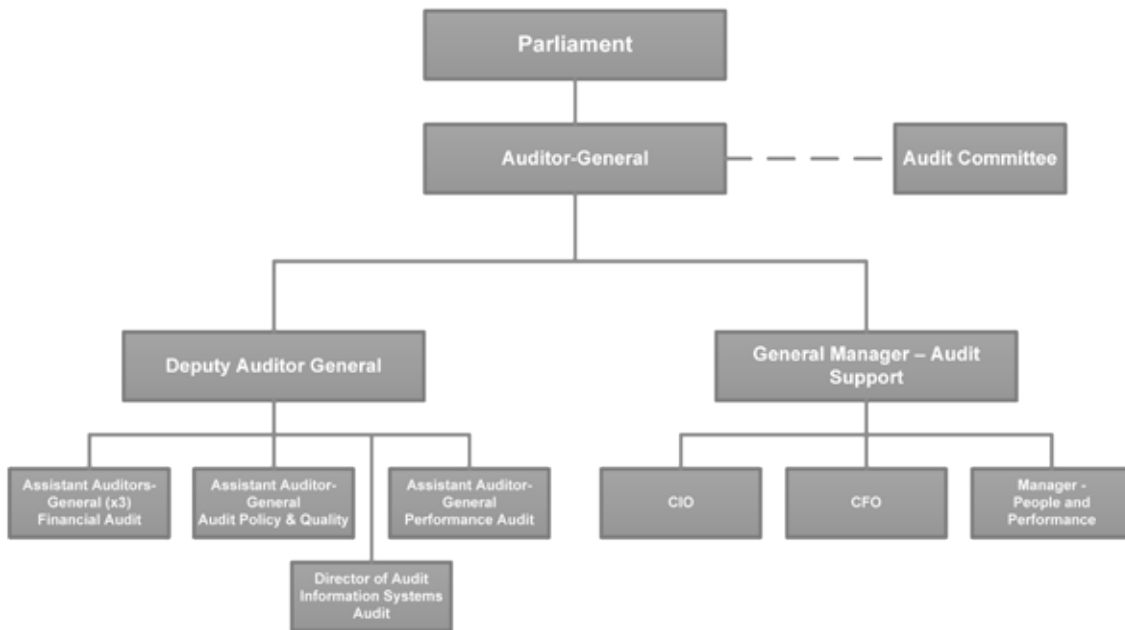 Parliament
Auditor-General
Audit Committee
Deputy Auditor General
General Manager – Audit
Support
Assistant Auditors-
General (x3)
Financial Audit
Assistant Auditor-
General
Audit Policy & Quality
Assistant Auditor-
General
Performance Audit
CIO
CFO
Manager -
People and
Performance
Director of Audit
Information Systems
Audit